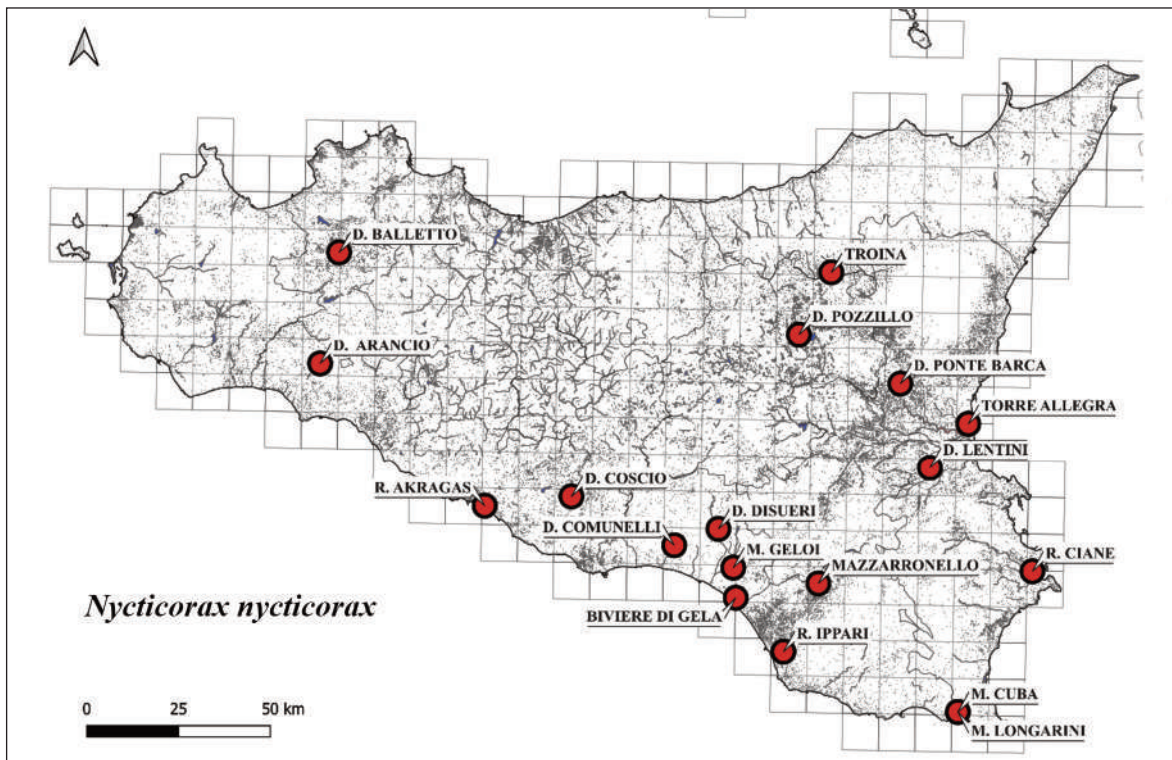 D. BALLETTO
TROINA
D. POZZILLO
D. ARANCIO
D. PONTE BARCA
TORRE ALLEGRA
D. LENTINI
D. COSCIO
R. AKRAGAS
D. DISUERI
D. COMUNELLI
M. GELOI
R. CIANE
MAZZARRONELLO
Nycticorax nycticorax
BIVIERE DI GELA
R. IPPARI
M. CUBA
0 25 50 km
M. LONGARINI